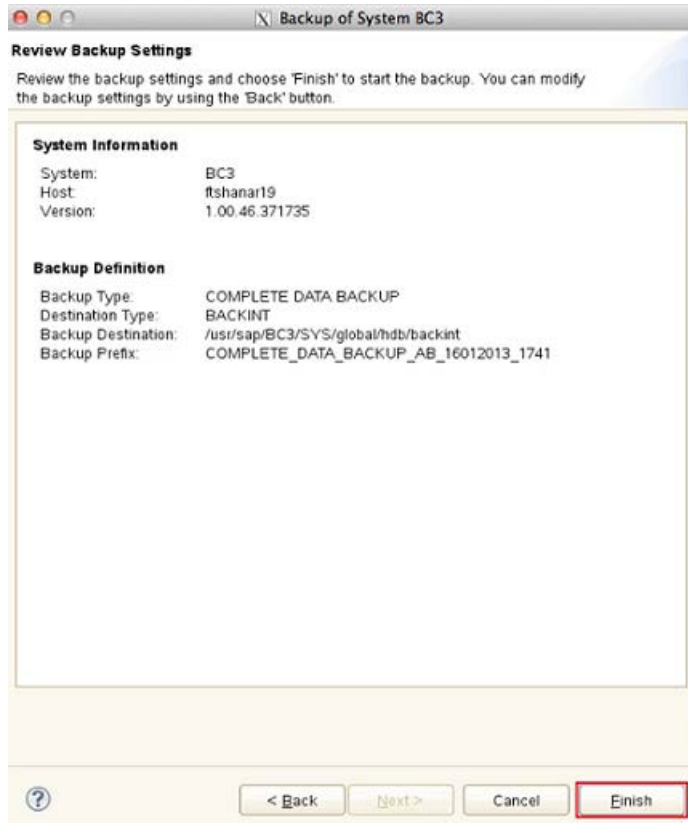 X Backup of System BC3
Review Backup Settings
Review the backup settings and choose 'Finish' to start the backup. You can modify
the backup settings by using the 'Back' button.
System Information
System: BC3
Host: ftshanar19
Version: 1.00.46.371735
Backup Definition
Backup Type: COMPLETE DATA BACKUP
Destination Type: BACKINT
Backup Destination: /usr/sap/BC3/SYS/global/hdb/backint
Backup Prefix: COMPLETE_DATA_BACKUP_AB_16012013_1741
? < Back Next > Cancel Finish